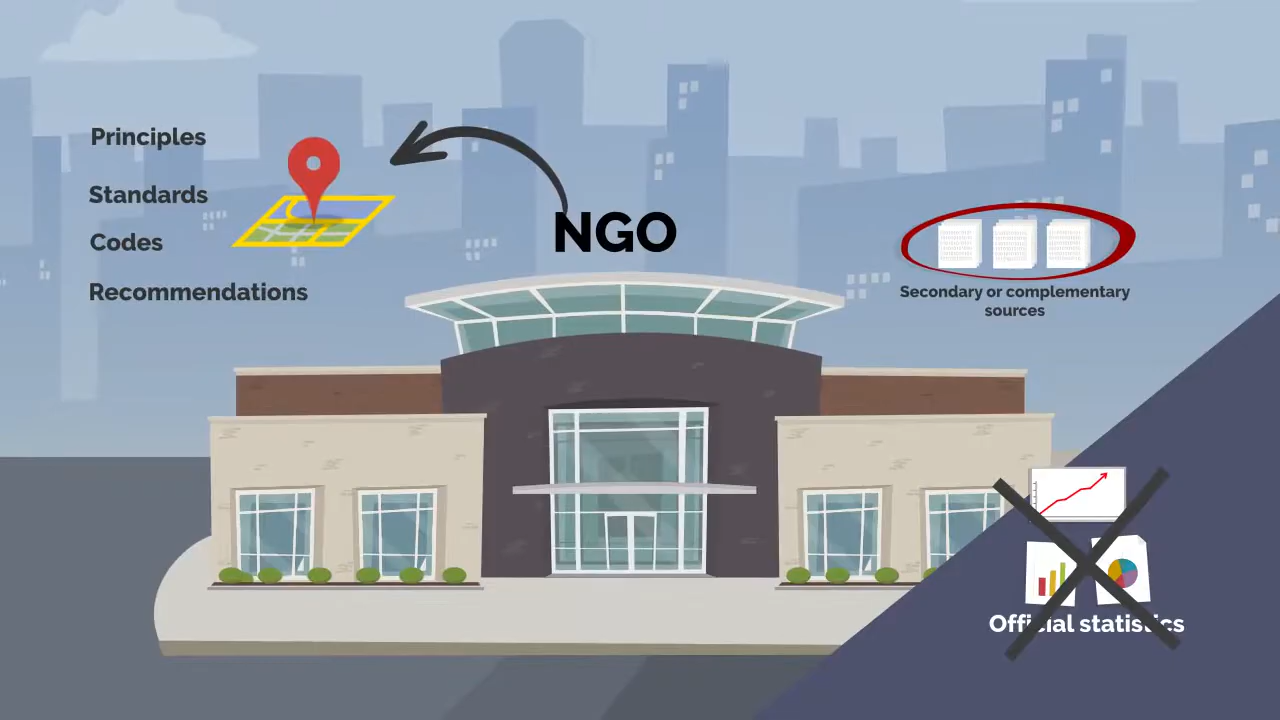 Principles
Standards
Codes
Recommendations
NGO
Secondary or complementary
sources
Official statistics